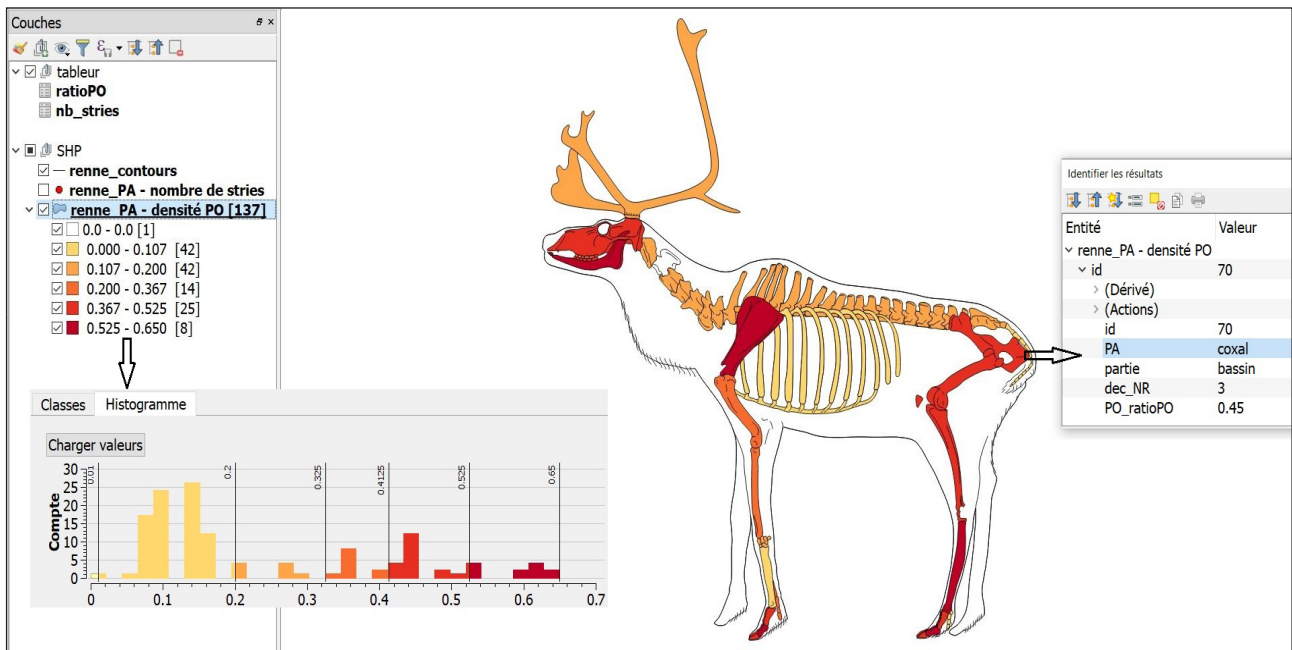 Couches
tableur
ratioPO
nb_stries
SHP
renne_contours
renne_PA - nombre de stries
renne_PA - densité PO [137]
0.0 - 0.0 [1]
0.000 - 0.107 [42]
0.107 - 0.200 [42]
0.200 - 0.367 [14]
0.367 - 0.525 [25]
0.525 - 0.650 [8]
Classes Histogramme
Charger valeurs
Compte
30
25
20
15
10
5
0
0.01
0.2
0.325
0.4125
0.525
0.65
0 0.1 0.2 0.3 0.4 0.5 0.6 0.7
Identifier les résultats
Entité Valeur
renne_PA - densité PO
id 70
(Dérivé)
(Actions)
id 70
PA coxal
partie bassin
dec_NR 3
PO_ratioPO 0.45